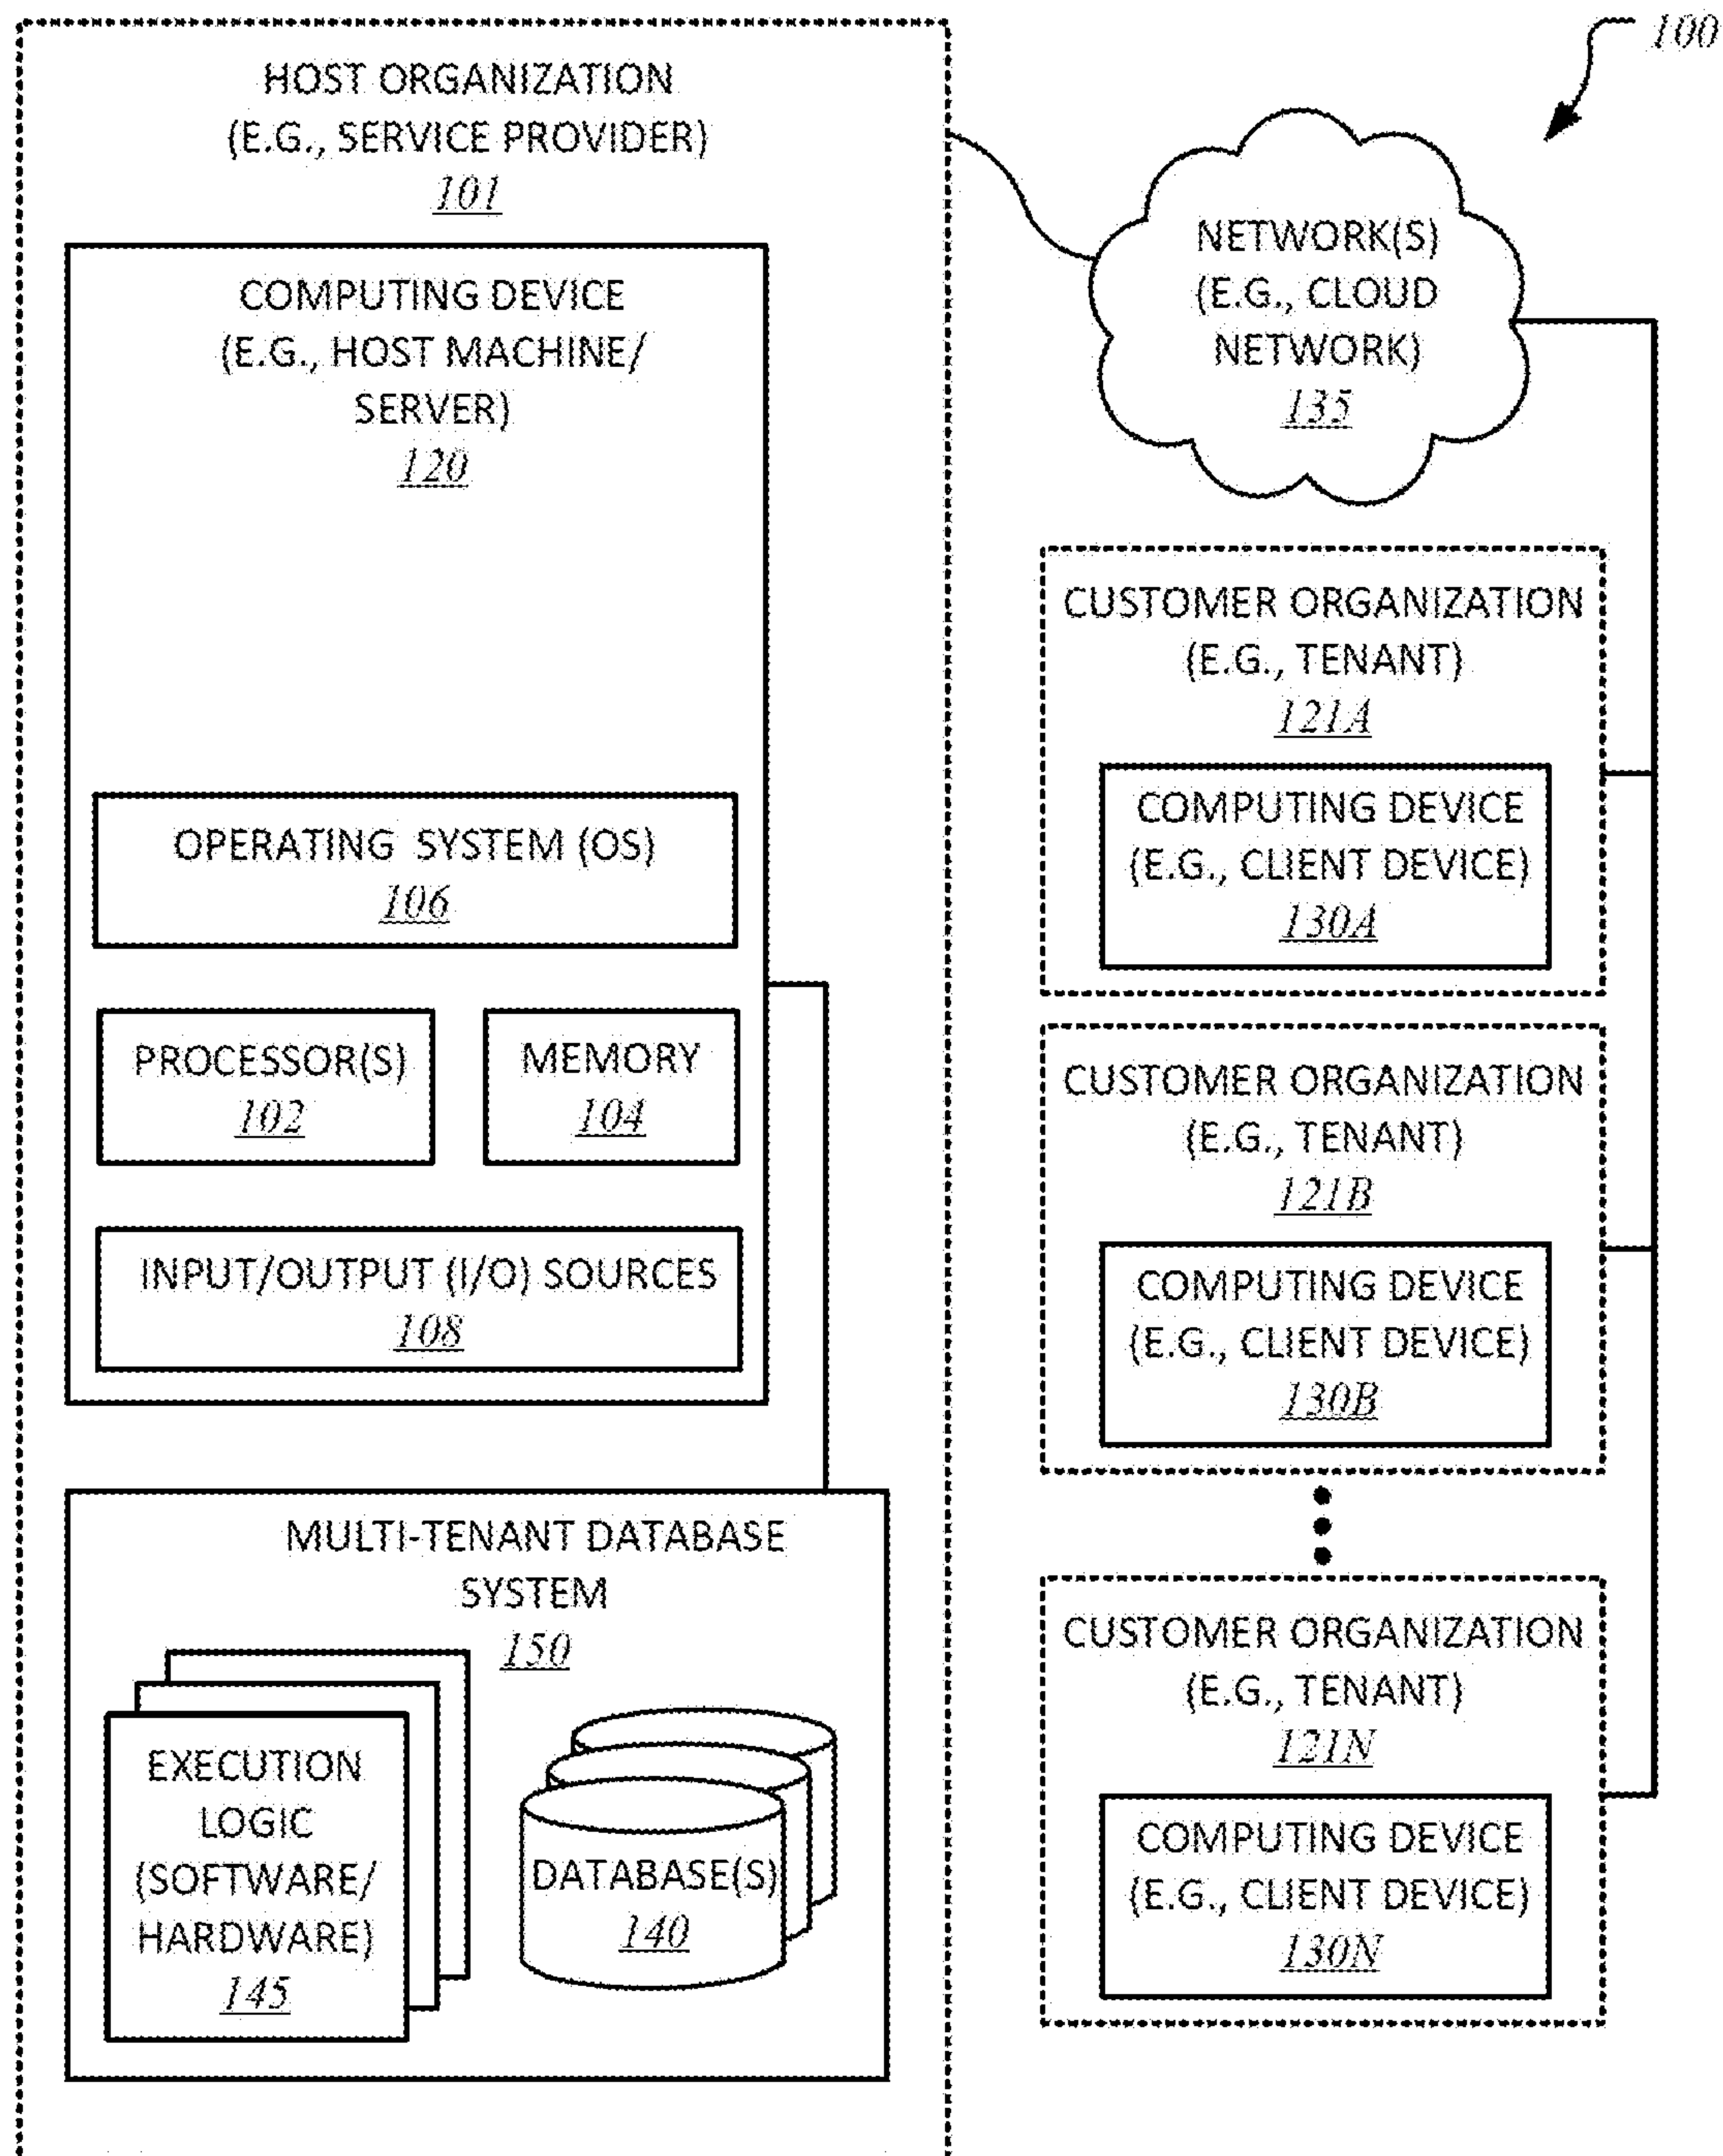 100
HOST ORGANIZATION
(E.G., SERVICE PROVIDER)
101
COMPUTING DEVICE
(E.G., HOST MACHINE/
SERVER)
120
OPERATING SYSTEM (OS)
106
PROCESSOR(S)
102
MEMORY
104
INPUT/OUTPUT (I/O) SOURCES
108
MULTI-TENANT DATABASE
SYSTEM
150
EXECUTION
LOGIC
(SOFTWARE/
HARDWARE)
145
DATABASE(S)
140
NETWORK(S)
(E.G., CLOUD
NETWORK)
135
CUSTOMER ORGANIZATION
(E.G., TENANT)
121A
COMPUTING DEVICE
(E.G., CLIENT DEVICE)
130A
CUSTOMER ORGANIZATION
(E.G., TENANT)
121B
COMPUTING DEVICE
(E.G., CLIENT DEVICE)
130B
CUSTOMER ORGANIZATION
(E.G., TENANT)
121N
COMPUTING DEVICE
(E.G., CLIENT DEVICE)
130N